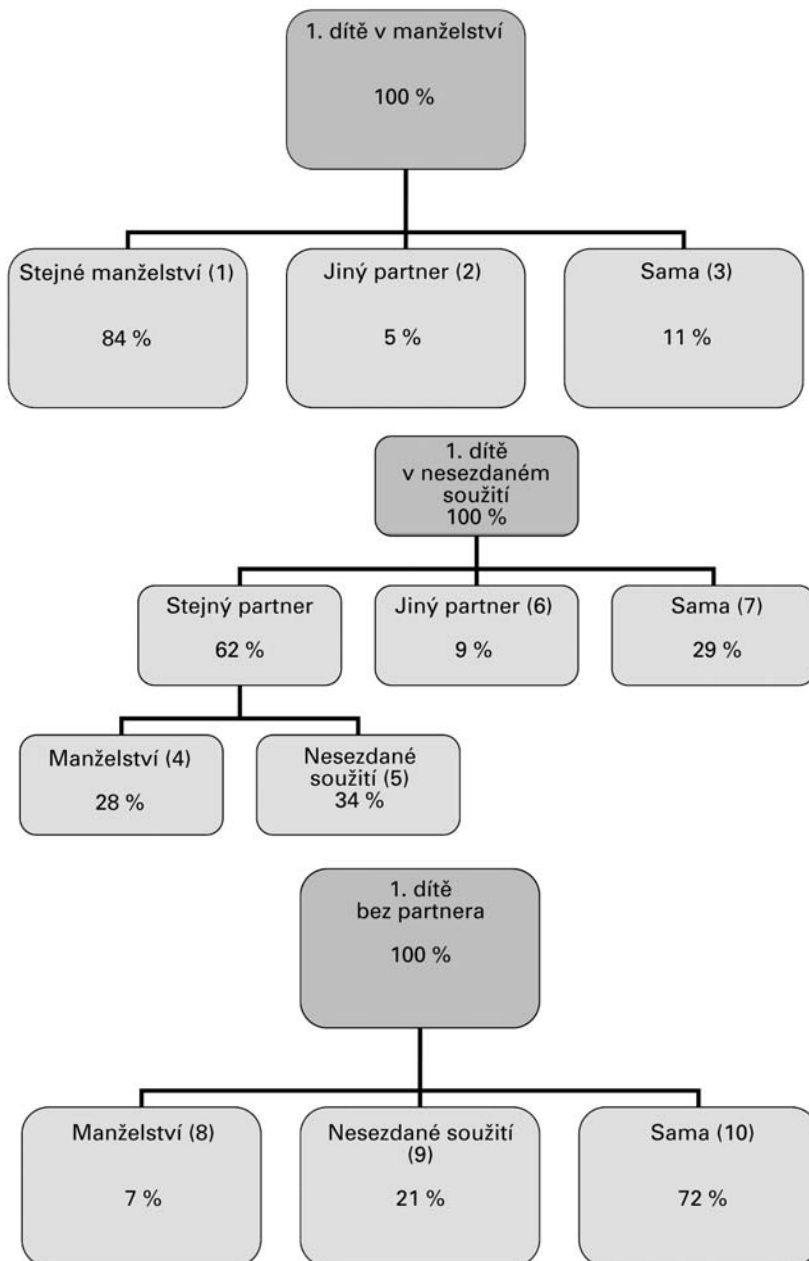 1. dítě v manželství
100 %
Stejné manželství (1)
84 %
Jiný partner (2)
5 %
Sama (3)
11 %
1. dítě
v nesezdaném
soužití
100 %
Stejný partner
62 %
Jiný partner (6)
9 %
Sama (7)
29 %
Manželství (4)
28 %
Nesezdané
soužití (5)
34 %
1. dítě
bez partnera
100 %
Manželství (8)
7 %
Nesezdané soužití
(9)
21 %
Sama (10)
72 %